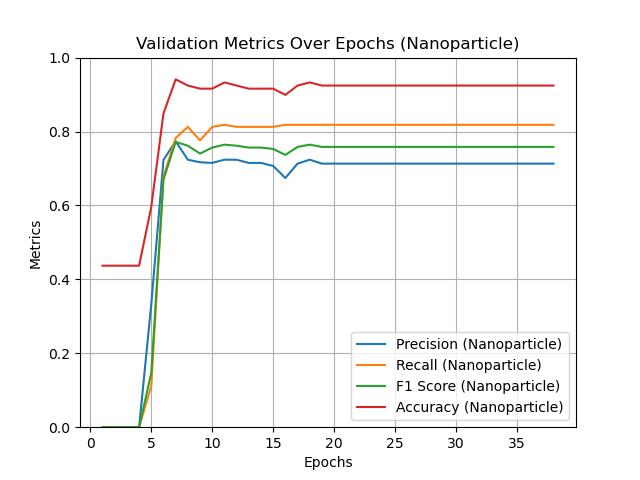 Validation Metrics Over Epochs (Nanoparticle)
1.0
0.8
0.6
0.4
0.2
0.0
Metrics
0 5 10 15 20 25 30 35
Epochs
Precision (Nanoparticle)
Recall (Nanoparticle)
F1 Score (Nanoparticle)
Accuracy (Nanoparticle)